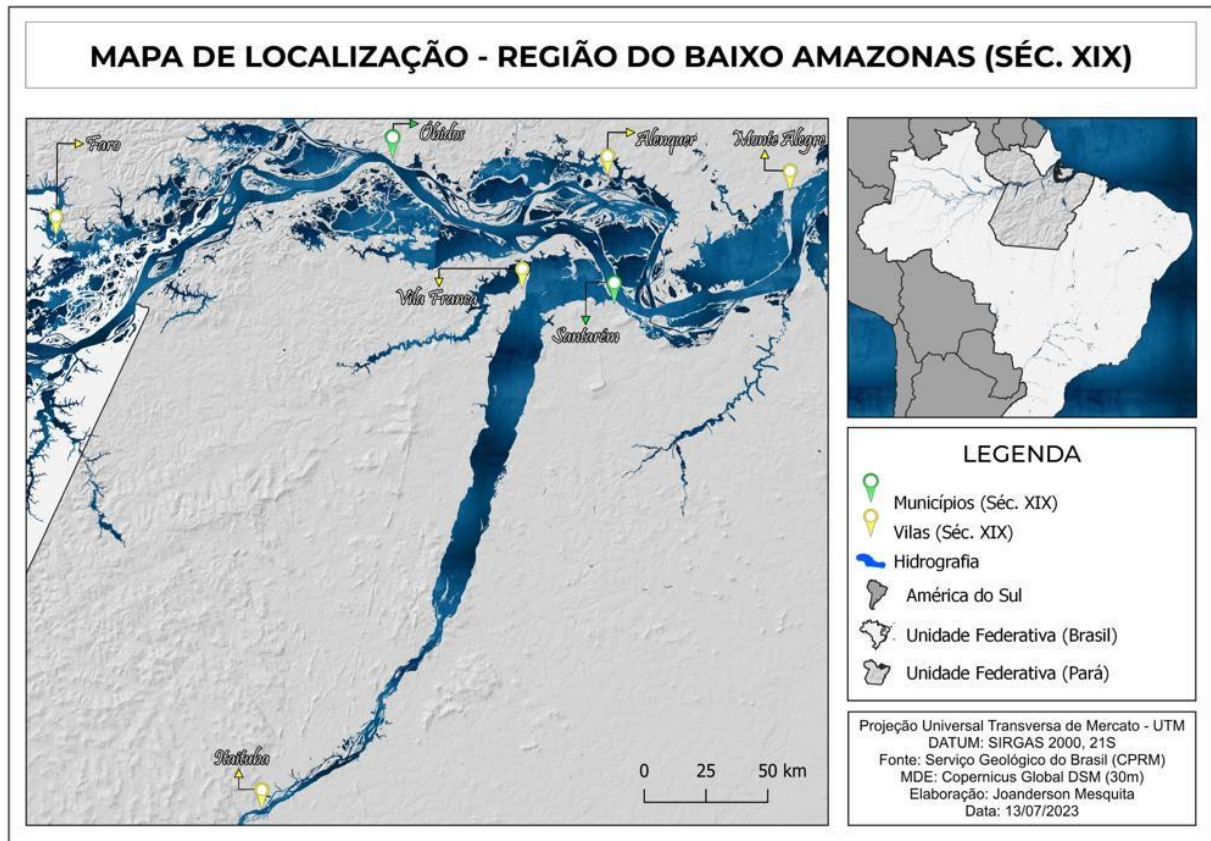 MAPA DE LOCALIZAÇÃO - REGIÃO DO BAIXO AMAZONAS (SÉC. XIX)
Faro
Óbidos
Alenquer
Monte Alegre
Vila Franca
Santarém
Itaituba
0 25 50 km
LEGENDA
Municípios (Séc. XIX)
Vilas (Séc. XIX)
Hidrografia
América do Sul
Unidade Federativa (Brasil)
Unidade Federativa (Pará)
Projeção Universal Transversa de Mercato - UTM
DATUM: SIRGAS 2000, 21S
Fonte: Serviço Geológico do Brasil (CPRM)
MDE: Copernicus Global DSM (30m)
Elaboração: Joanderson Mesquita
Data: 13/07/2023